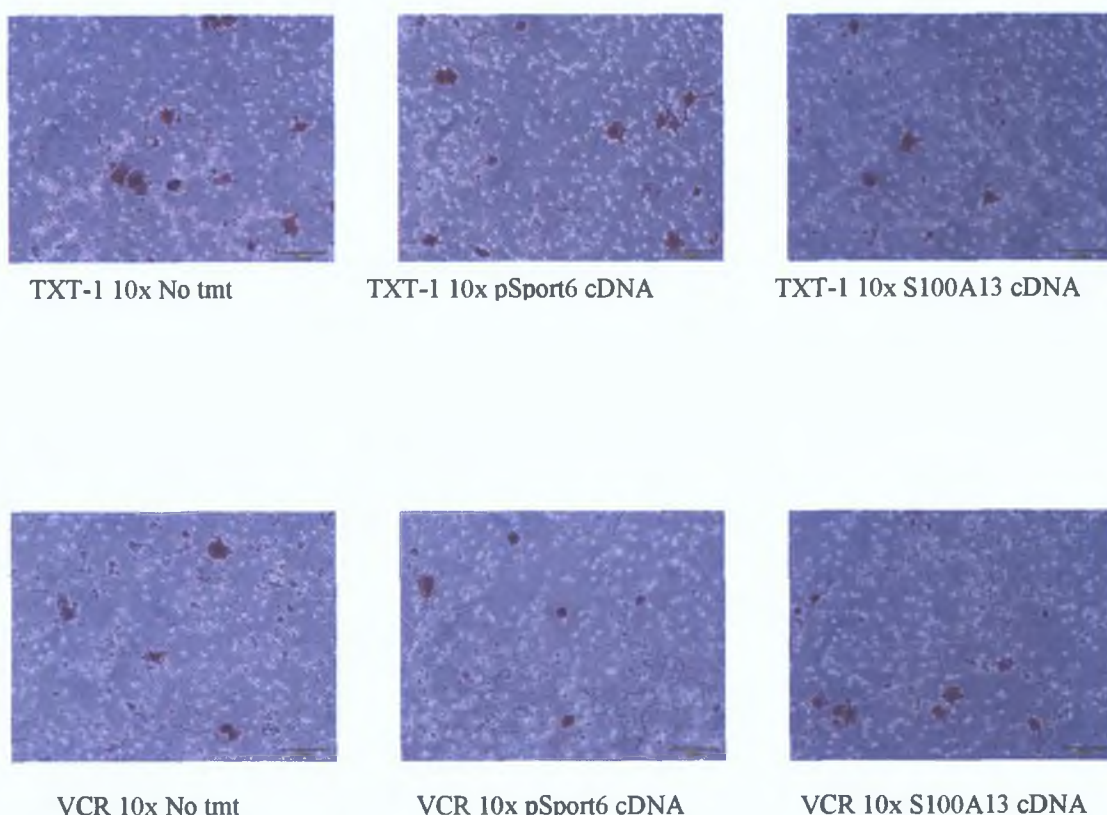 TXT-1 10x No tmt
TXT-1 10x pSport6 cDNA
TXT-1 10x S100A13 cDNA
VCR 10x No tmt
VCR 10x pSport6 cDNA
VCR 10x S100A13 cDNA